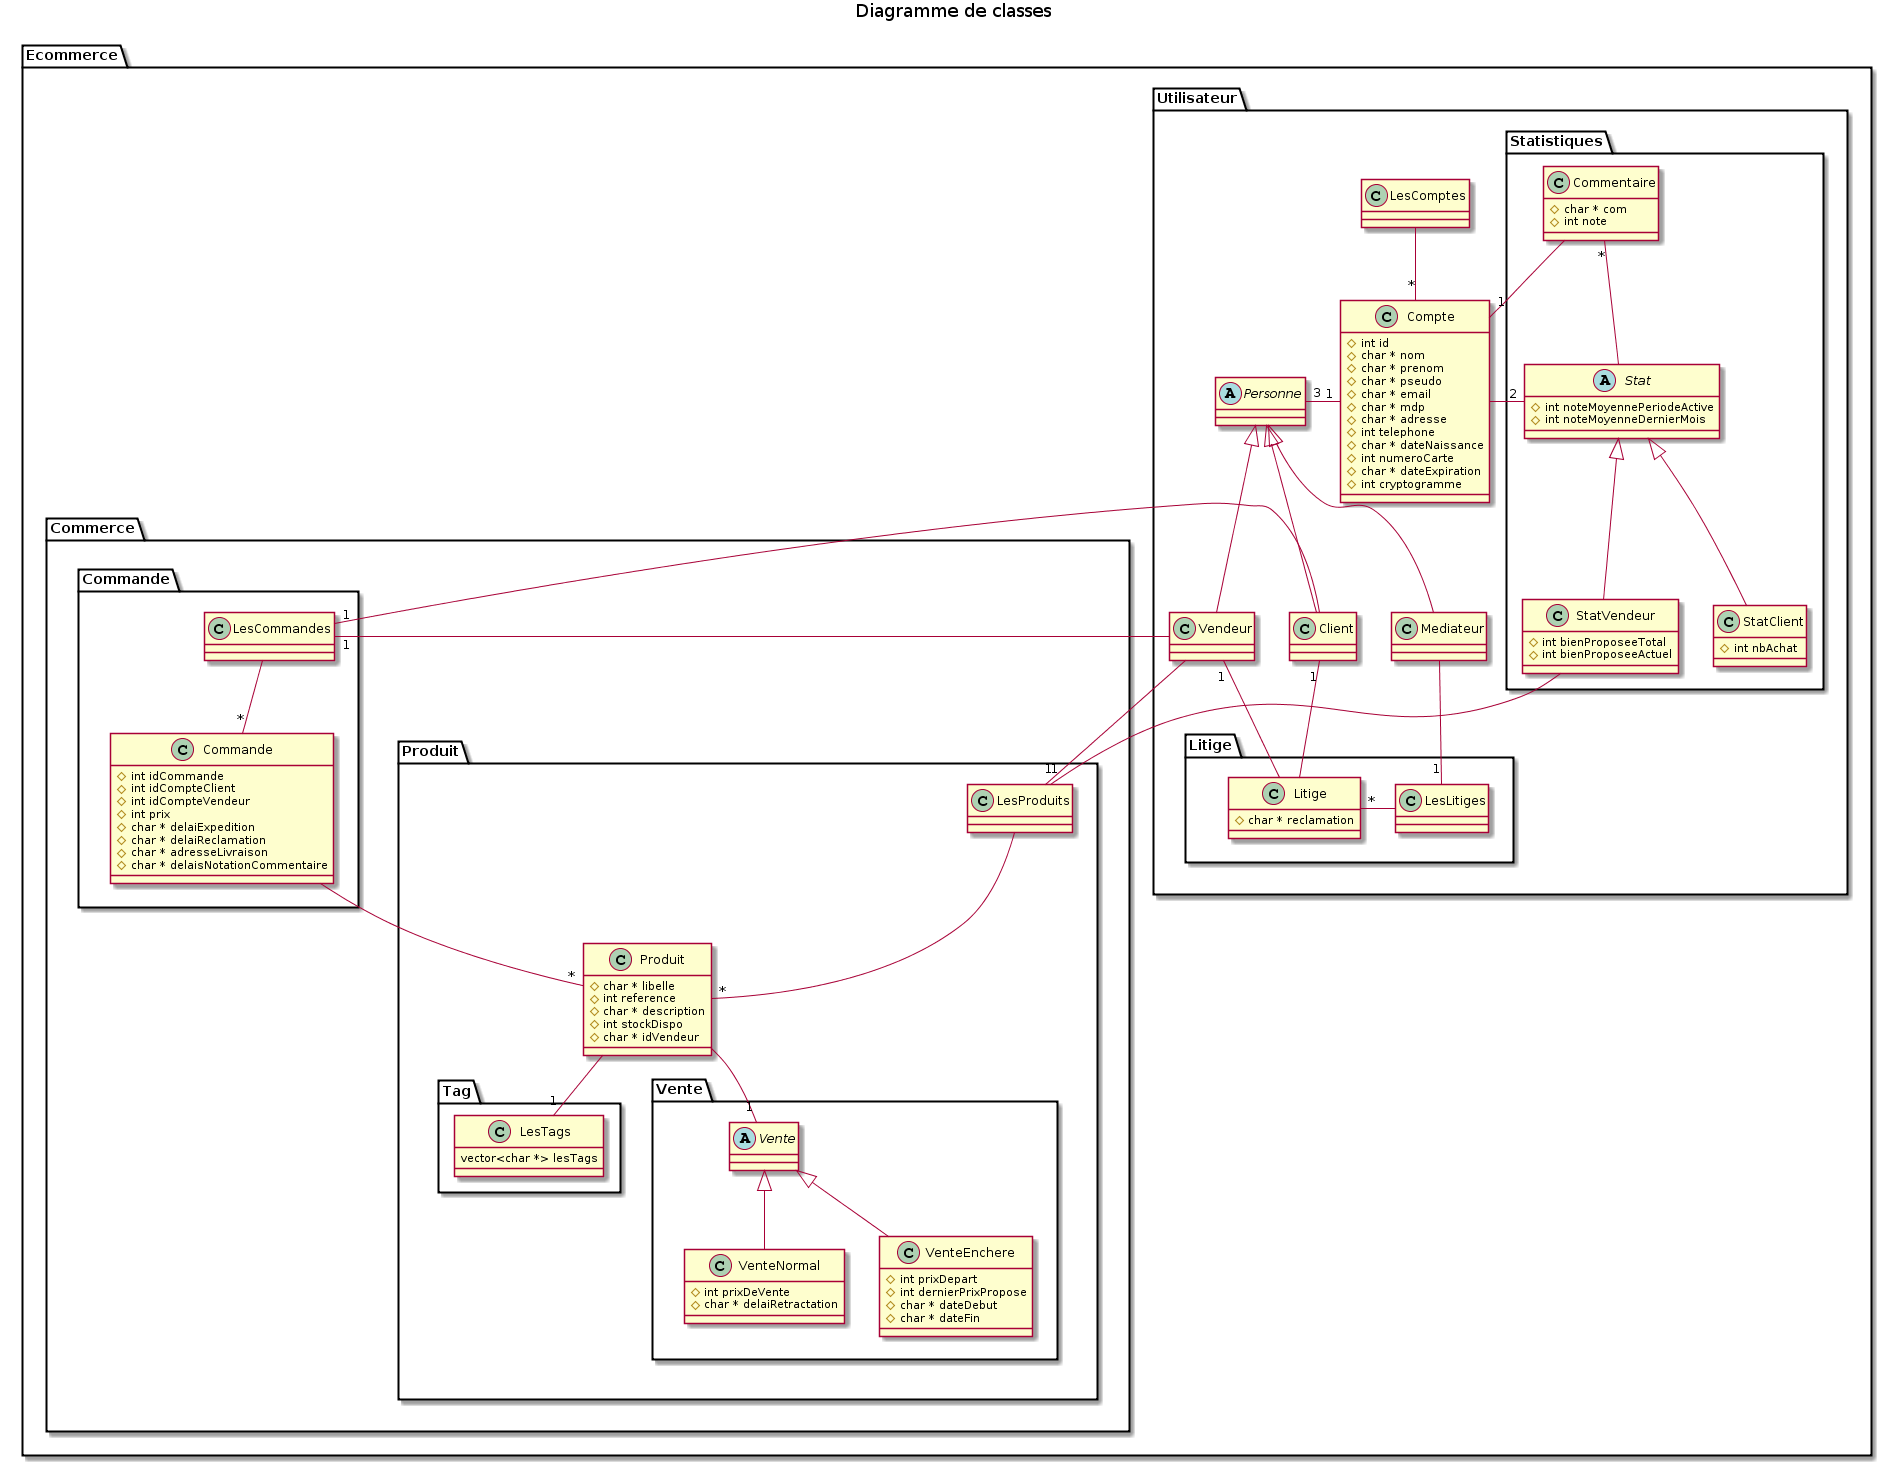 Diagramme de classes
Ecommerce
Utilisateur
Statistiques
C Commentaire
char * com
int note
C LesComptes
*
*
1
C Compte
int id
char * nom
char * prenom
char * pseudo
char * email
char * mdp
char * adresse
int telephone
char * dateNaissance
int numeroCarte
char * dateExpiration
int cryptogramme
A Personne
3 1
2
A Stat
int noteMoyennePeriodeActive
int noteMoyenneDernierMois
C Vendeur
C Client
C Mediateur
C StatVendeur
int bienProposeeTotal
int bienProposeeActuel
C StatClient
int nbAchat
1
1
Litige
C Litige
char * reclamation
*
1
C LesLitiges
Commerce
Commande
C LesCommandes
1
1
*
C Commande
int idCommande
int idCompteClient
int idCompteVendeur
int prix
char * delaiExpedition
char * delaiReclamation
char * adresseLivraison
char * delaisNotationCommentaire
Produit
11
C LesProduits
*
*
C Produit
char * libelle
int reference
char * description
int stockDispo
char * idVendeur
Tag
1
C LesTags
vector<char *> lesTags
Vente
1
A Vente
C VenteNormal
int prixDeVente
char * delaiRetractation
C VenteEnchere
int prixDepart
int dernierPrixPropose
char * dateDebut
char * dateFin